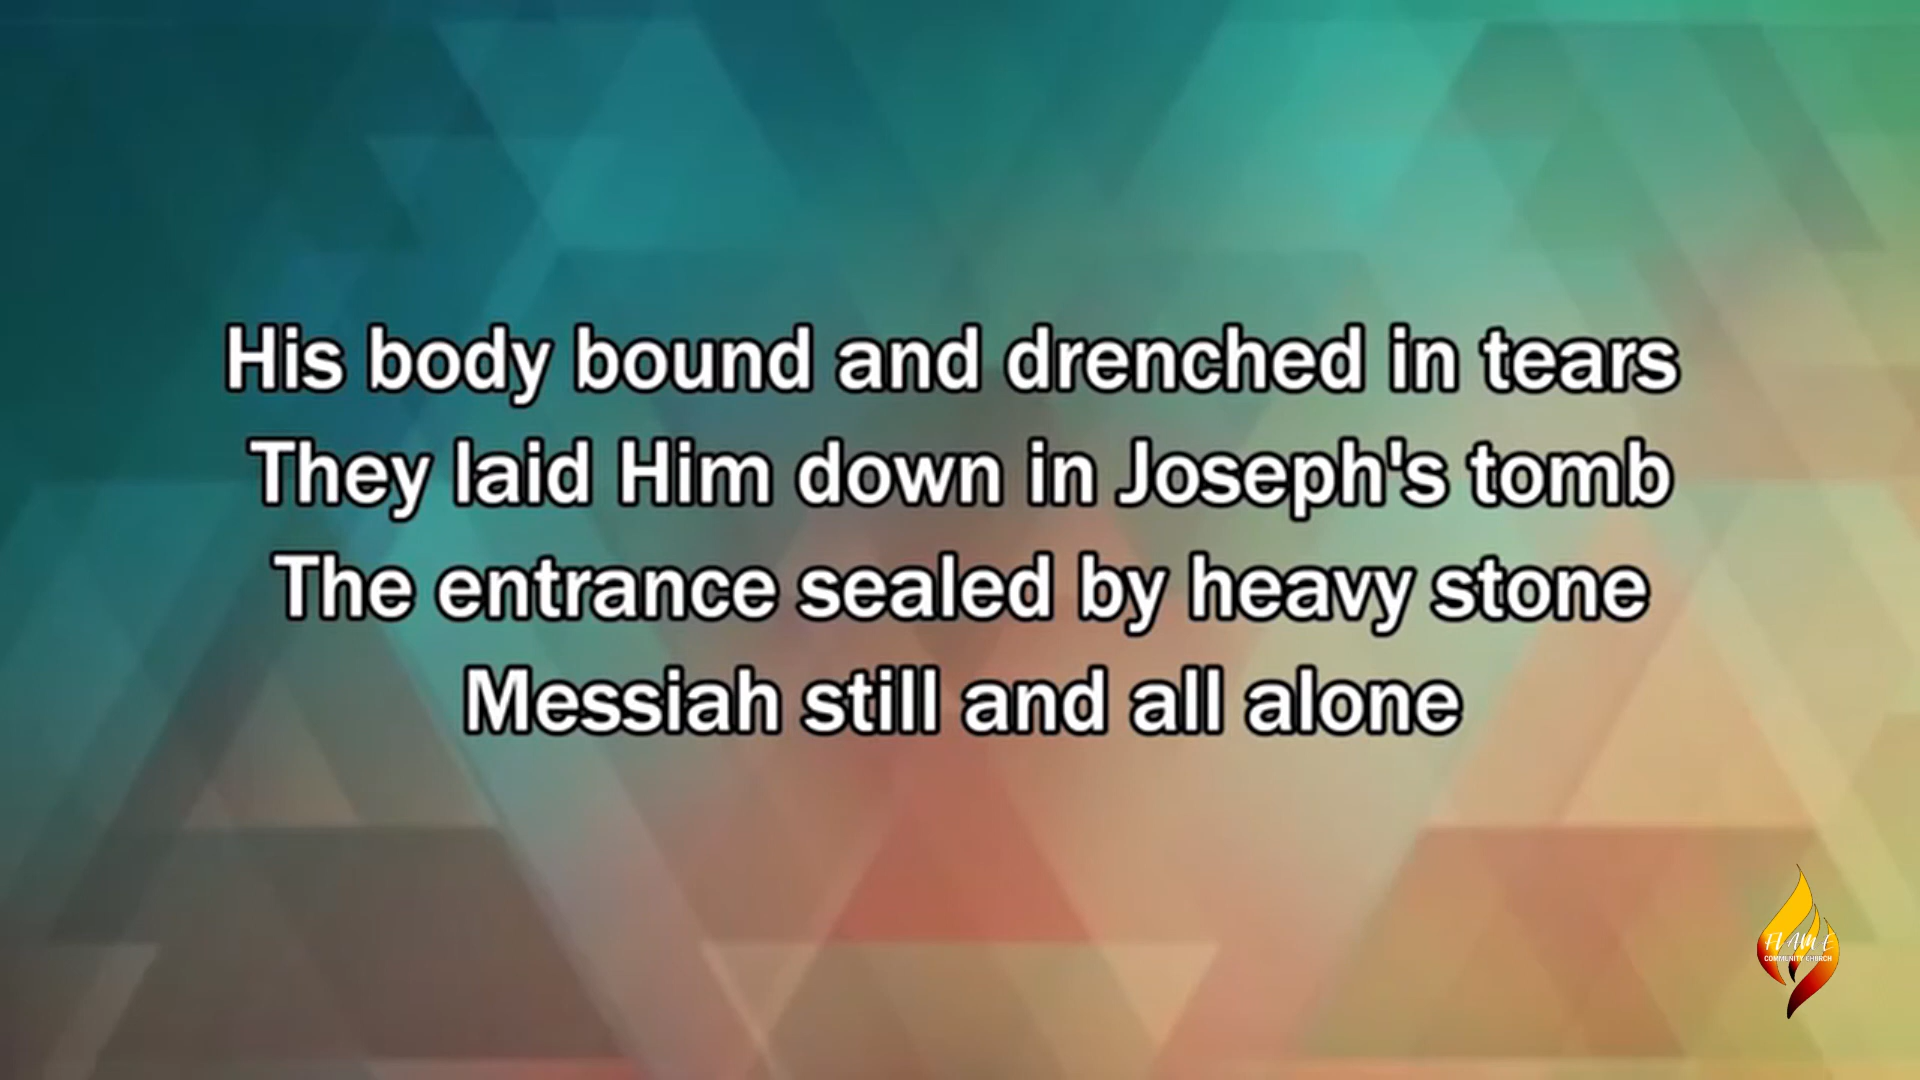 His body bound and drenched in tears
They laid Him down in Joseph's tomb
The entrance sealed by heavy stone
Messiah still and all alone
FLAME
COMMUNITY CHURCH